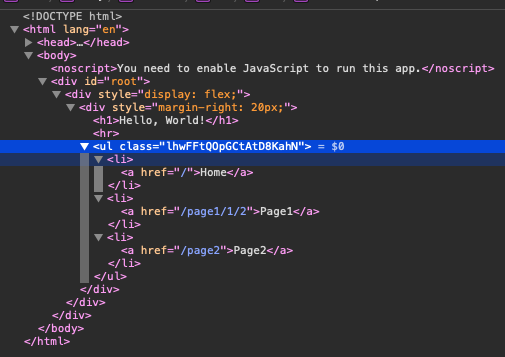 <!DOCTYPE html>
<html lang="en">
<head>…</head>
<body>
<noscript>You need to enable JavaScript to run this app.</noscript>
<div id="root">
<div style="display: flex;">
<div style="margin-right: 20px;">
<h1>Hello, World!</h1>
<hr>
<ul class="lhwFFtQOpGCtAtD8KahN"> = $0
<li>
<a href="/">Home</a>
</li>
<li>
<a href="/page1/1/2">Page1</a>
</li>
<li>
<a href="/page2">Page2</a>
</li>
</ul>
</div>
</div>
</div>
</body>
</html>